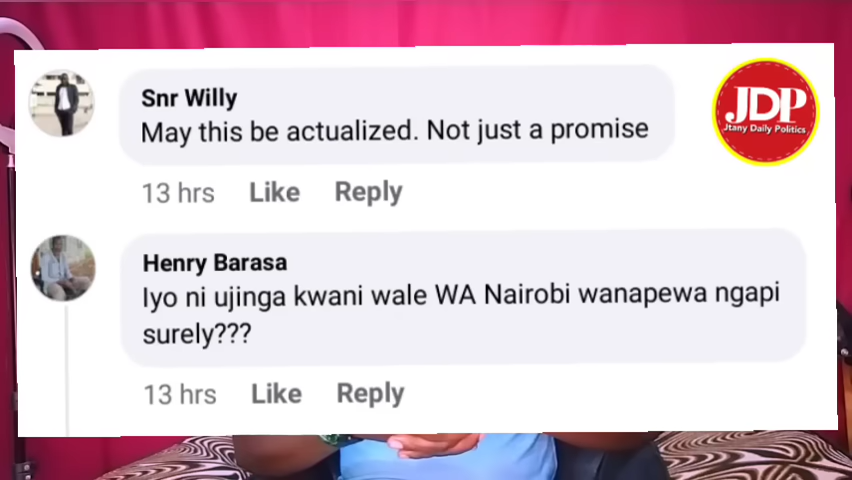 Snr Willy
May this be actualized. Not just a promise
13 hrs Like Reply
JDP
Jtany Daily Politics
Henry Barasa
Iyo ni ujinga kwani wale WA Nairobi wanapewa ngapi
surely???
13 hrs Like Reply